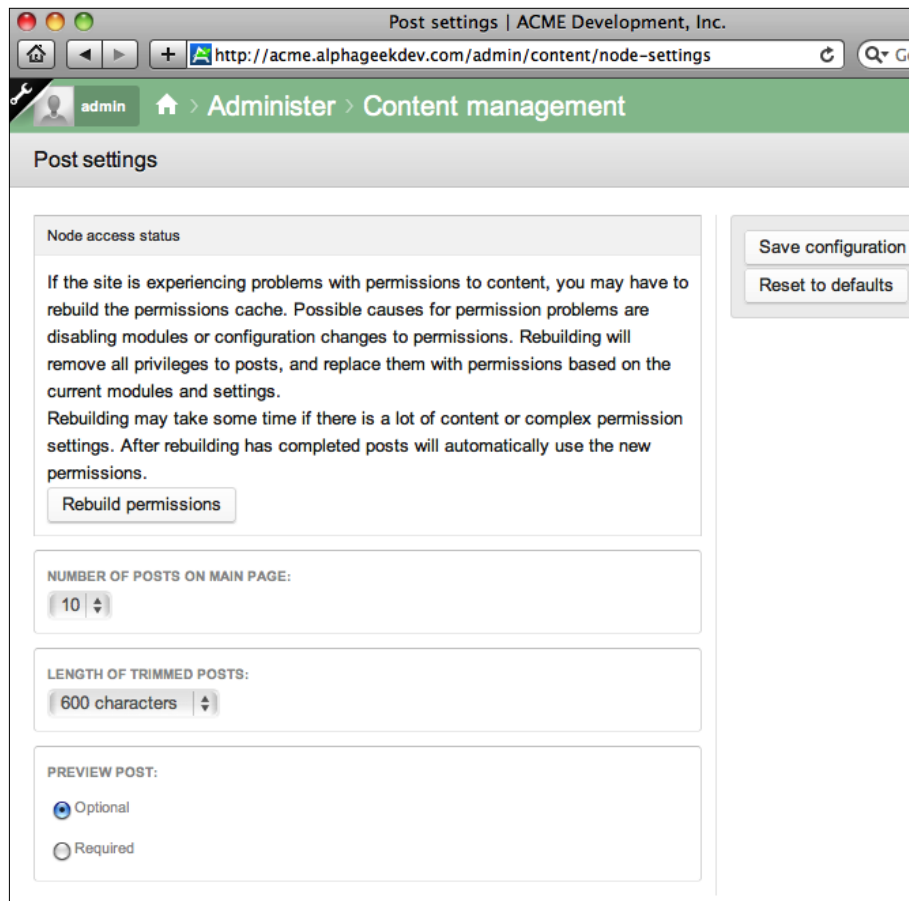 Post settings | ACME Development, Inc.
http://acme.alphageekdev.com/admin/content/node-settings
admin
Administer
Content management
Post settings
Node access status
If the site is experiencing problems with permissions to content, you may have to
rebuild the permissions cache. Possible causes for permission problems are
disabling modules or configuration changes to permissions. Rebuilding will
remove all privileges to posts, and replace them with permissions based on the
current modules and settings.
Rebuilding may take some time if there is a lot of content or complex permission
settings. After rebuilding has completed posts will automatically use the new
permissions.
Rebuild permissions
NUMBER OF POSTS ON MAIN PAGE:
10
LENGTH OF TRIMMED POSTS:
600 characters
PREVIEW POST:
Optional
Required
Save configuration
Reset to defaults